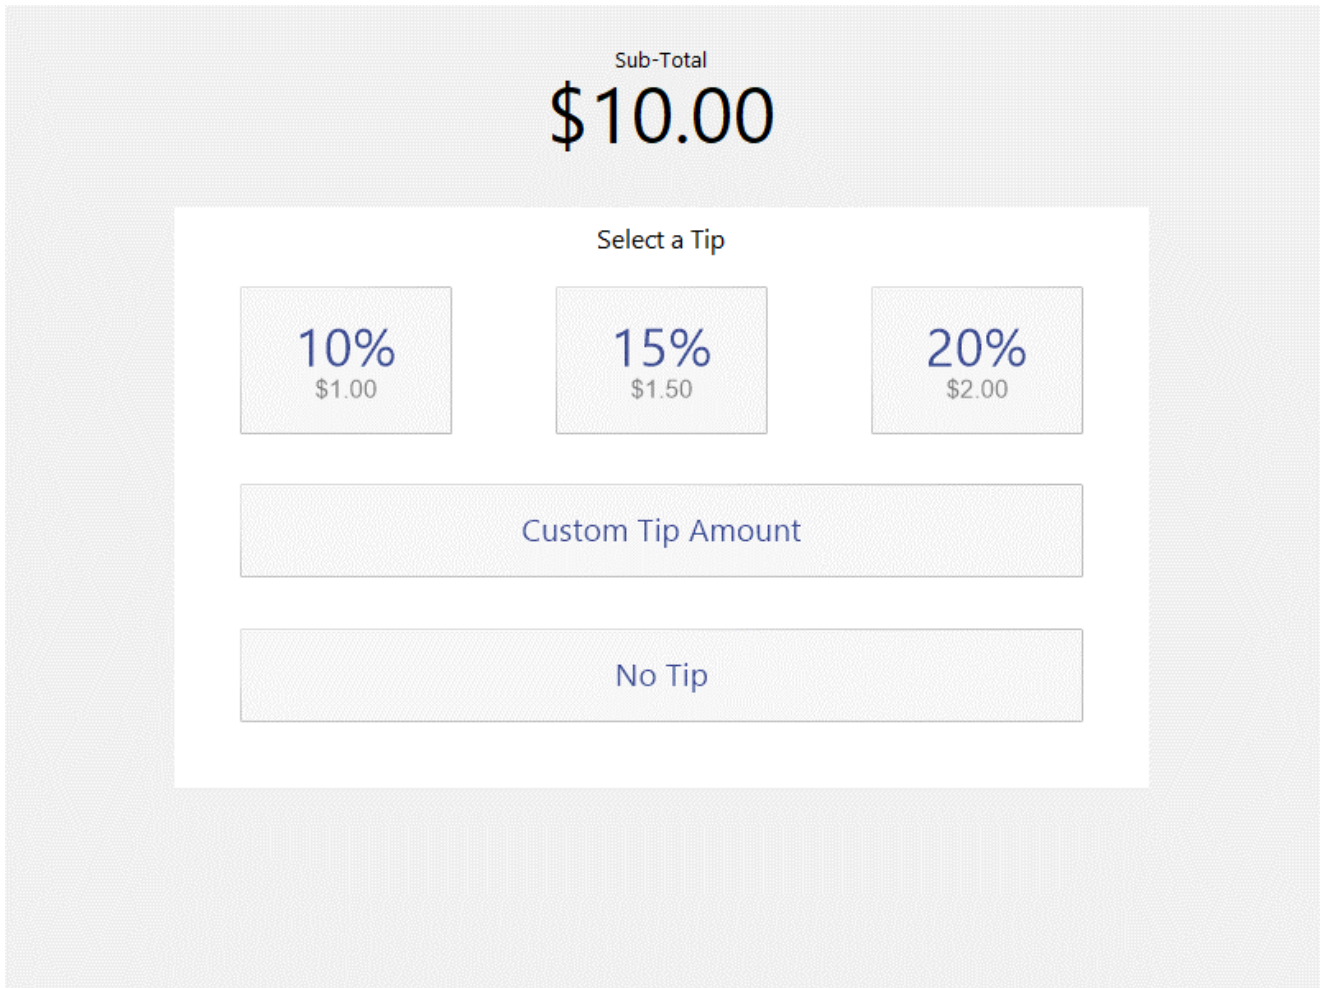 Sub-Total
$10.00
Select a Tip
10%
$1.00
15%
$1.50
20%
$2.00
Custom Tip Amount
No Tip